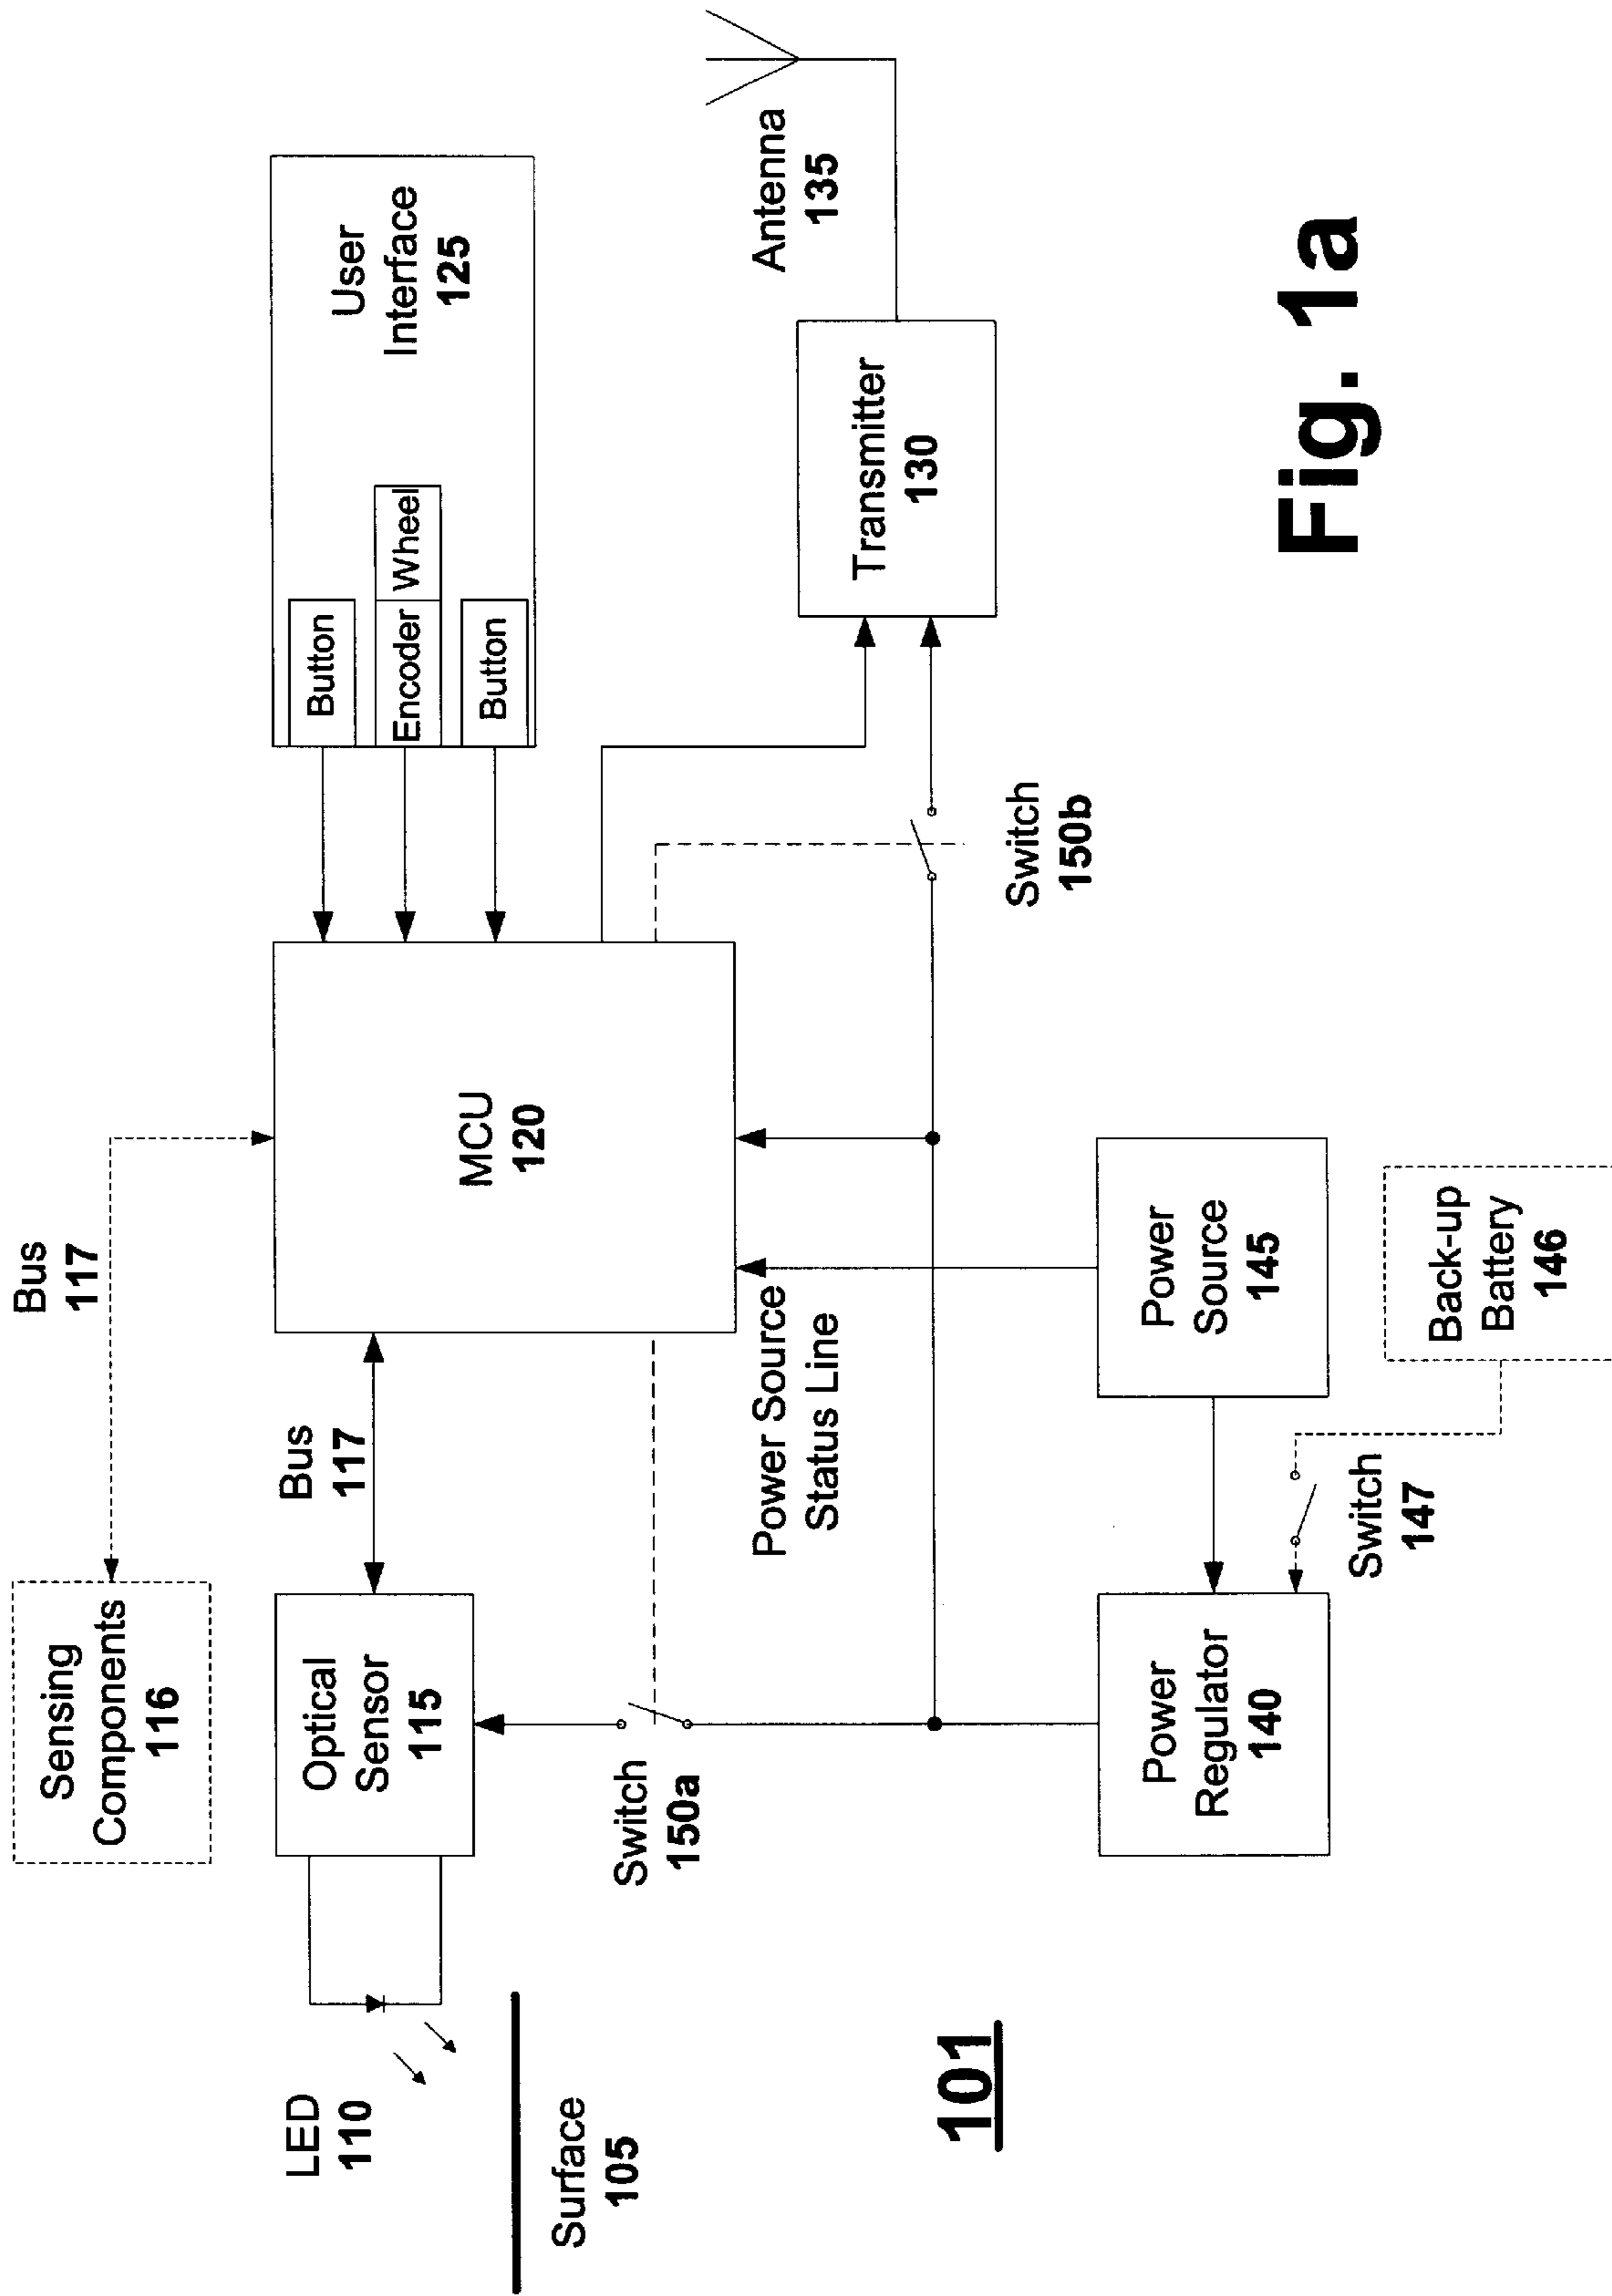 Bus
117
Sensing
Components
116
LED
110
Optical
Sensor
115
Bus
117
MCU
120
Button
Encoder
Wheel
Button
User
Interface
125
Surface
105
Switch
150a
Power Source
Status Line
Switch
150b
Transmitter
130
Antenna
135
101
Power
Regulator
140
Power
Source
145
Switch
147
Back-up
Battery
146
Fig. 1a